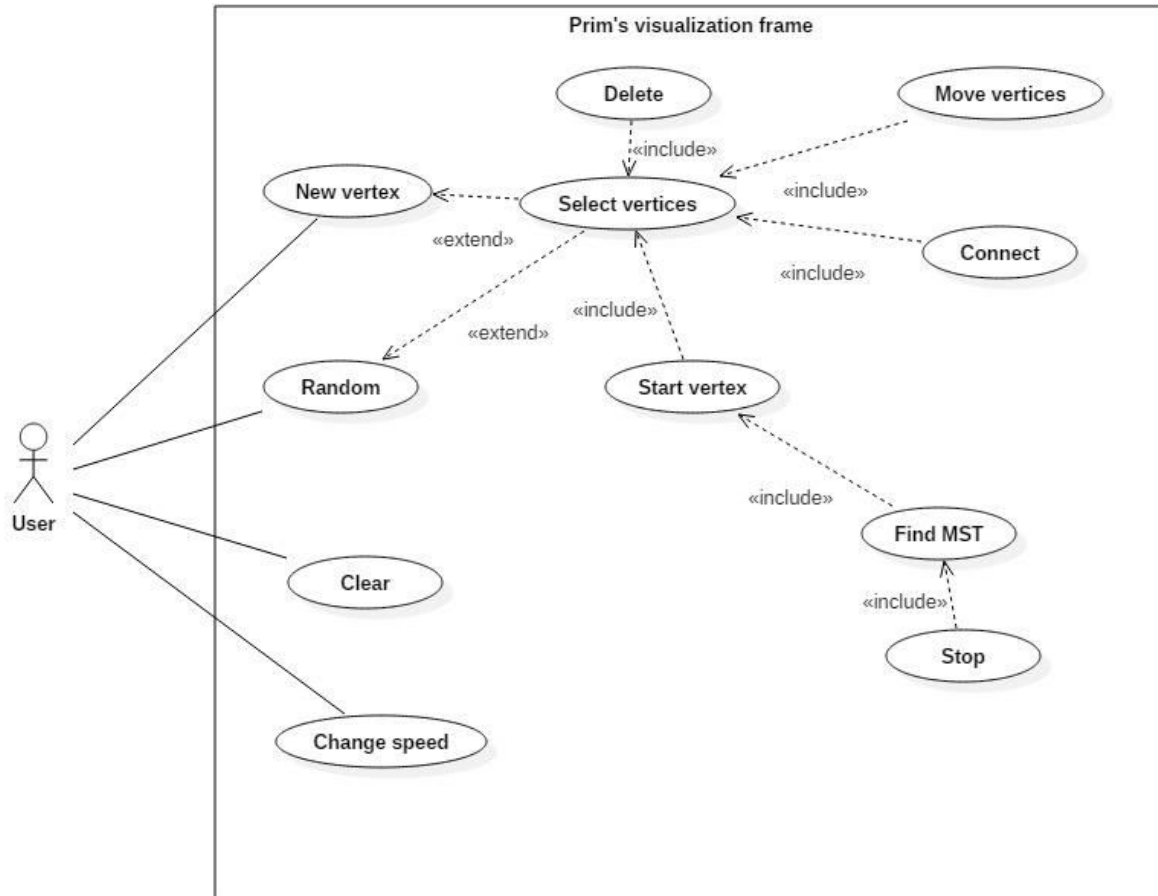 Prim's visualization frame
Delete
Move vertices
«include»
New vertex
Select vertices
«include»
«extend»
Connect
«include»
«include»
«extend»
Random
Start vertex
«include»
User
Find MST
Clear
«include»
Stop
Change speed